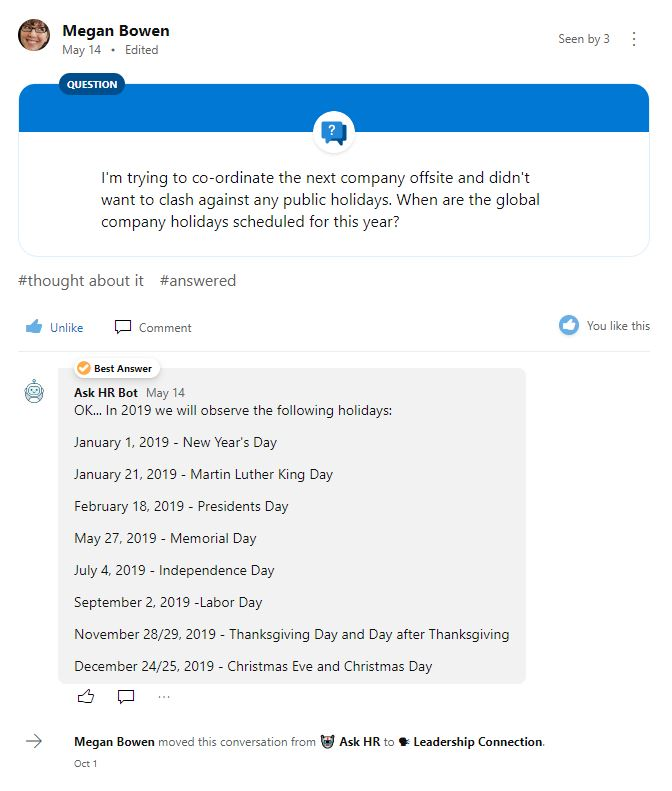 Megan Bowen
May 14 • Edited
Seen by 3
QUESTION
?
I'm trying to co-ordinate the next company offsite and didn't
want to clash against any public holidays. When are the global
company holidays scheduled for this year?
#thought about it #answered
Unlike Comment You like this
Best Answer
Ask HR Bot May 14
OK... In 2019 we will observe the following holidays:
January 1, 2019 - New Year's Day
January 21, 2019 - Martin Luther King Day
February 18, 2019 - Presidents Day
May 27, 2019 - Memorial Day
July 4, 2019 - Independence Day
September 2, 2019 -Labor Day
November 28/29, 2019 - Thanksgiving Day and Day after Thanksgiving
December 24/25, 2019 - Christmas Eve and Christmas Day
Megan Bowen moved this conversation from Ask HR to Leadership Connection.
Oct 1